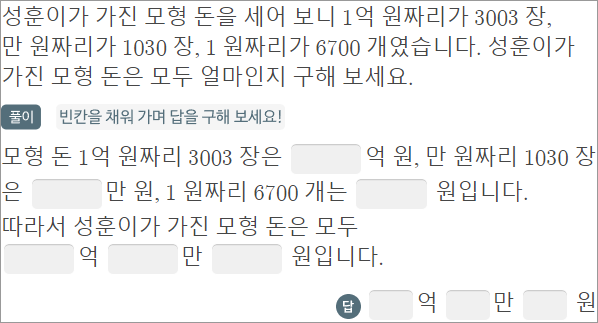 성훈이가 가진 모형 돈을 세어 보니 1억 원짜리가 3003 장,
만 원짜리가 1030 장, 1 원짜리가 6700 개였습니다. 성훈이가
가진 모형 돈은 모두 얼마인지 구해 보세요.
풀이 빈칸을 채워 가며 답을 구해 보세요!
모형 돈 1억 원짜리 3003 장은 억 원, 만 원짜리 1030 장
은 만 원, 1 원짜리 6700 개는 원입니다.
따라서 성훈이가 가진 모형 돈은 모두
억 만 원입니다.
답 억 만 원